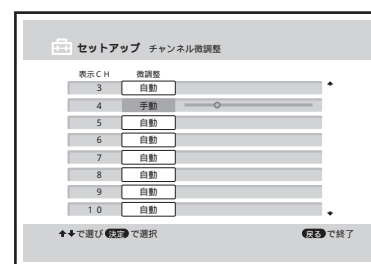 セットアップ チャンネル微調整
表示CH 微調整
3 自動
4 手動
5 自動
6 自動
7 自動
8 自動
9 自動
10 自動
で選び 決定 で選択 戻る で終了